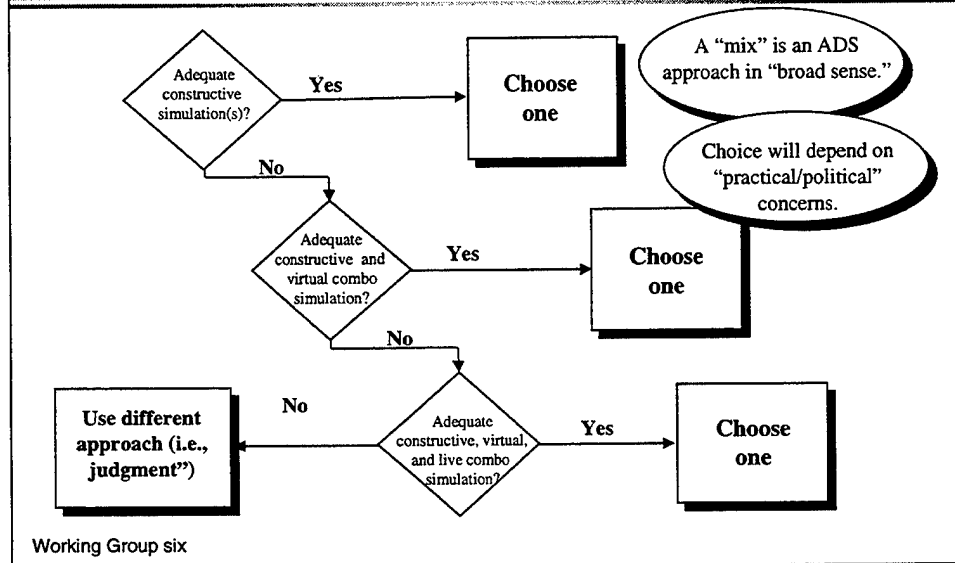 Adequate
constructive
simulation(s)?
Yes
Choose
one
A “mix” is an ADS
approach in “broad sense.”
Choice will depend on
“practical/political”
concerns.
No
Adequate
constructive and
virtual combo
simulation?
Yes
Choose
one
No
Adequate
constructive, virtual,
and live combo
simulation?
Yes
Choose
one
No
Use different
approach (i.e.,
judgment”)
Working Group six